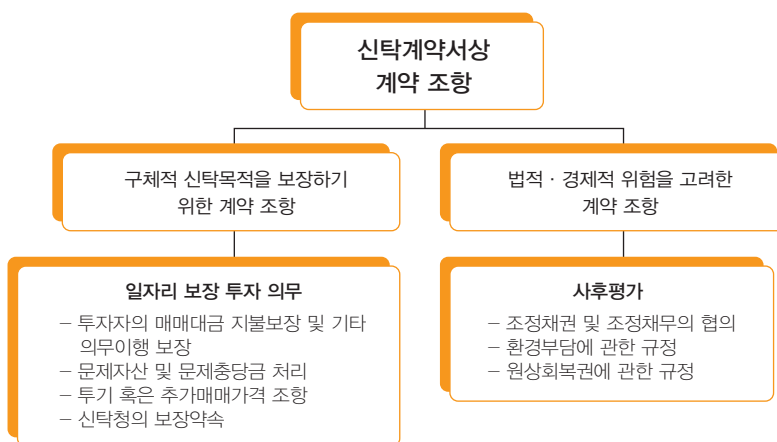 신탁계약서상
계약 조항
구체적 신탁목적을 보장하기
위한 계약 조항
법적 · 경제적 위험을 고려한
계약 조항
일자리 보장 투자 의무
– 투자자의 매매대금 지불보장 및 기타
의무이행 보장
– 문제자산 및 문제충당금 처리
– 투기 혹은 추가매매가격 조항
– 신탁청의 보장약속
사후평가
– 조정채권 및 조정채무의 협의
– 환경부담에 관한 규정
– 원상회복권에 관한 규정